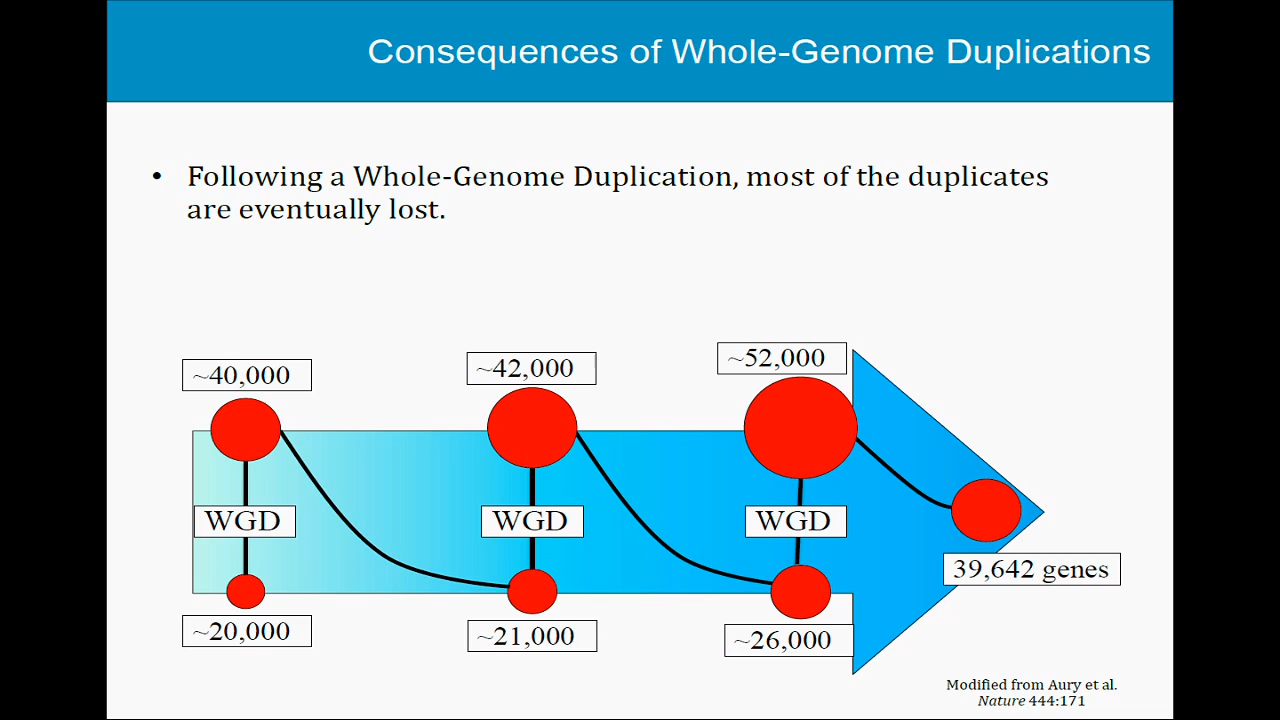 Consequences of Whole-Genome Duplications
• Following a Whole-Genome Duplication, most of the duplicates
are eventually lost.
~40,000
~42,000
~52,000
WGD
WGD
WGD
39,642 genes
~20,000
~21,000
~26,000
Modified from Aury et al.
Nature 444:171